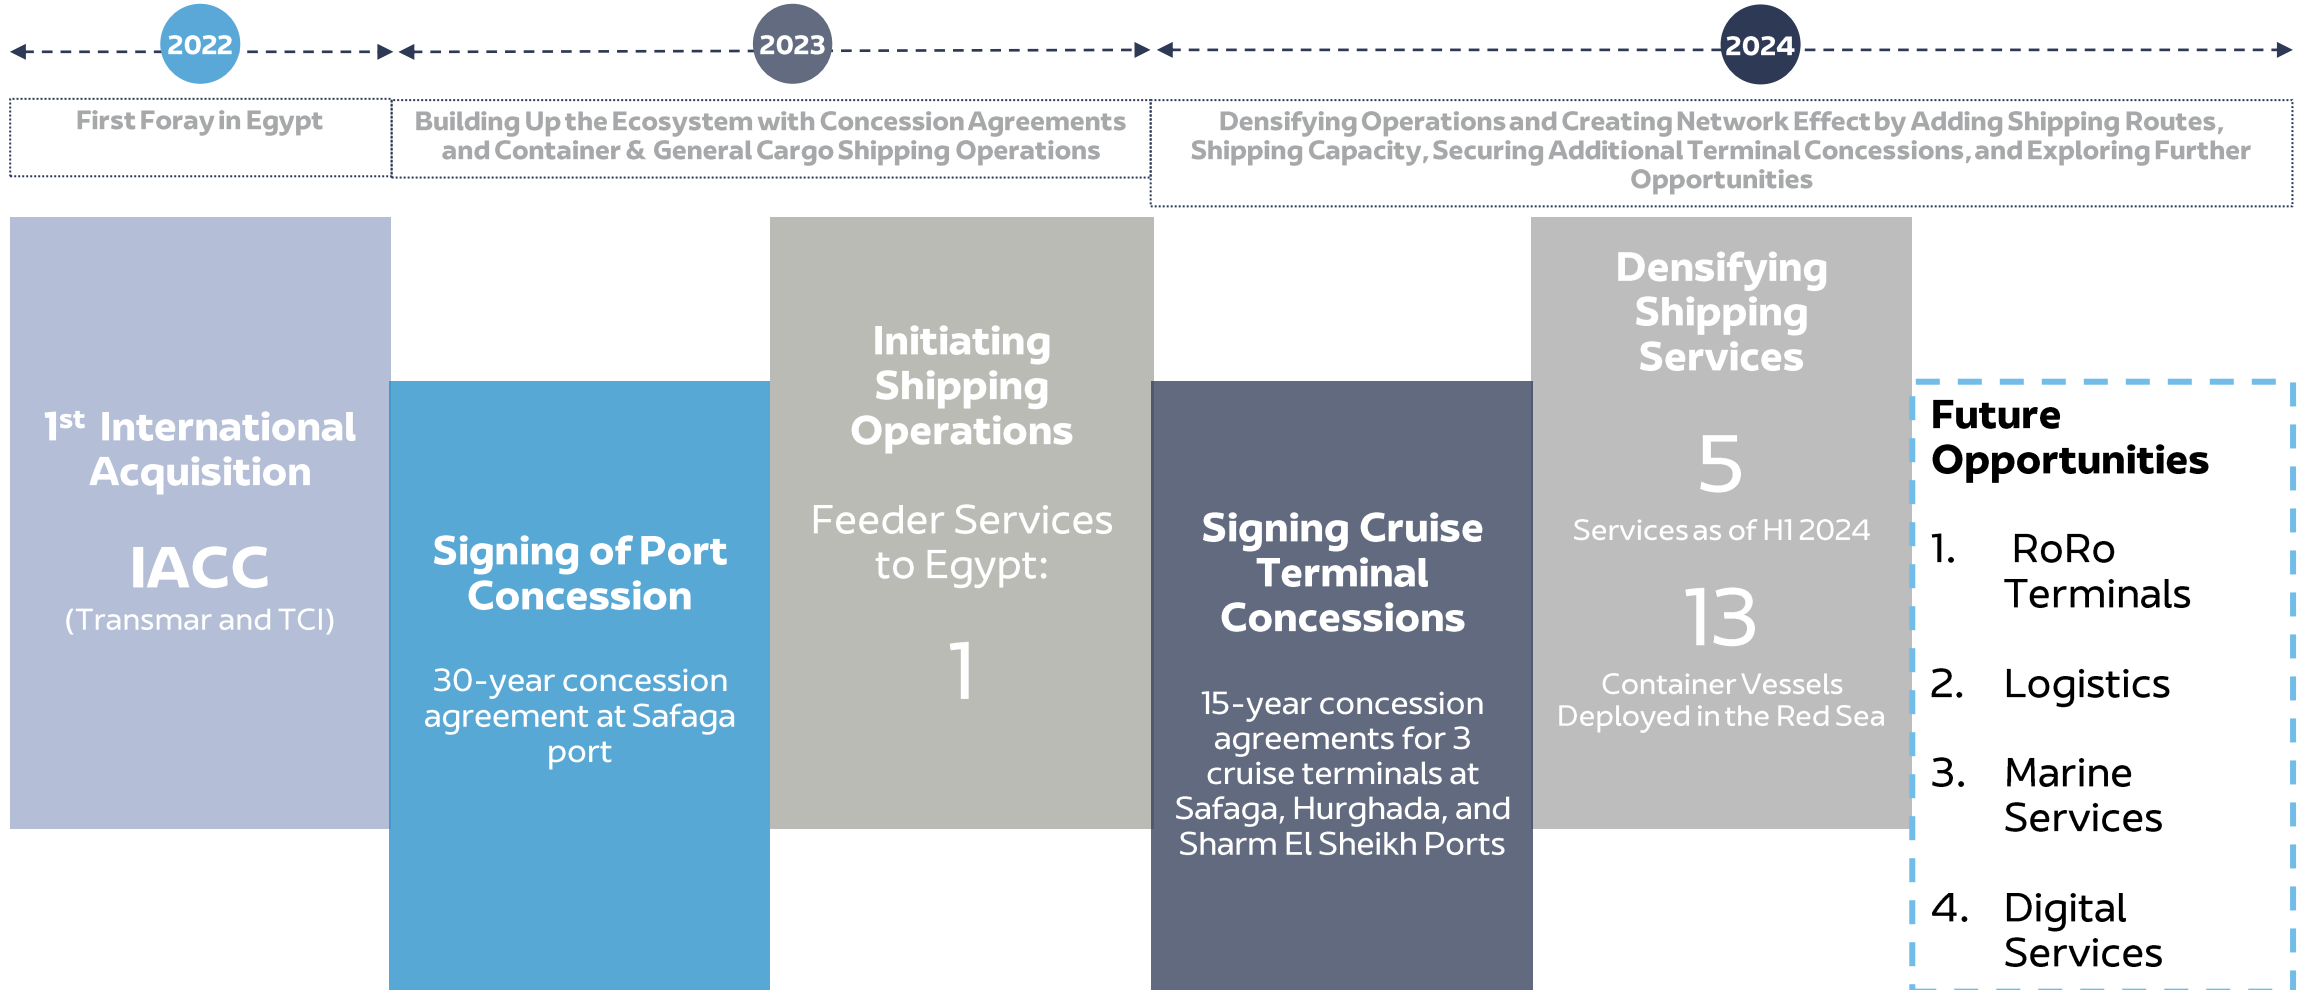 2022
2023
2024
First Foray in Egypt
Building Up the Ecosystem with Concession Agreements
and Container & General Cargo Shipping Operations
Densifying Operations and Creating Network Effect by Adding Shipping Routes,
Shipping Capacity, Securing Additional Terminal Concessions, and Exploring Further
Opportunities
1st International
Acquisition
IACC
(Transmar and TCI)
Signing of Port
Concession
30-year concession
agreement at Safaga
port
Initiating
Shipping
Operations
Feeder Services
to Egypt:
1
Signing Cruise
Terminal
Concessions
15-year concession
agreements for 3
cruise terminals at
Safaga, Hurghada, and
Sharm El Sheikh Ports
Densifying
Shipping
Services
5
Services as of H1 2024
13
Container Vessels
Deployed in the Red Sea
Future
Opportunities
1. RoRo
Terminals
2. Logistics
3. Marine
Services
4. Digital
Services